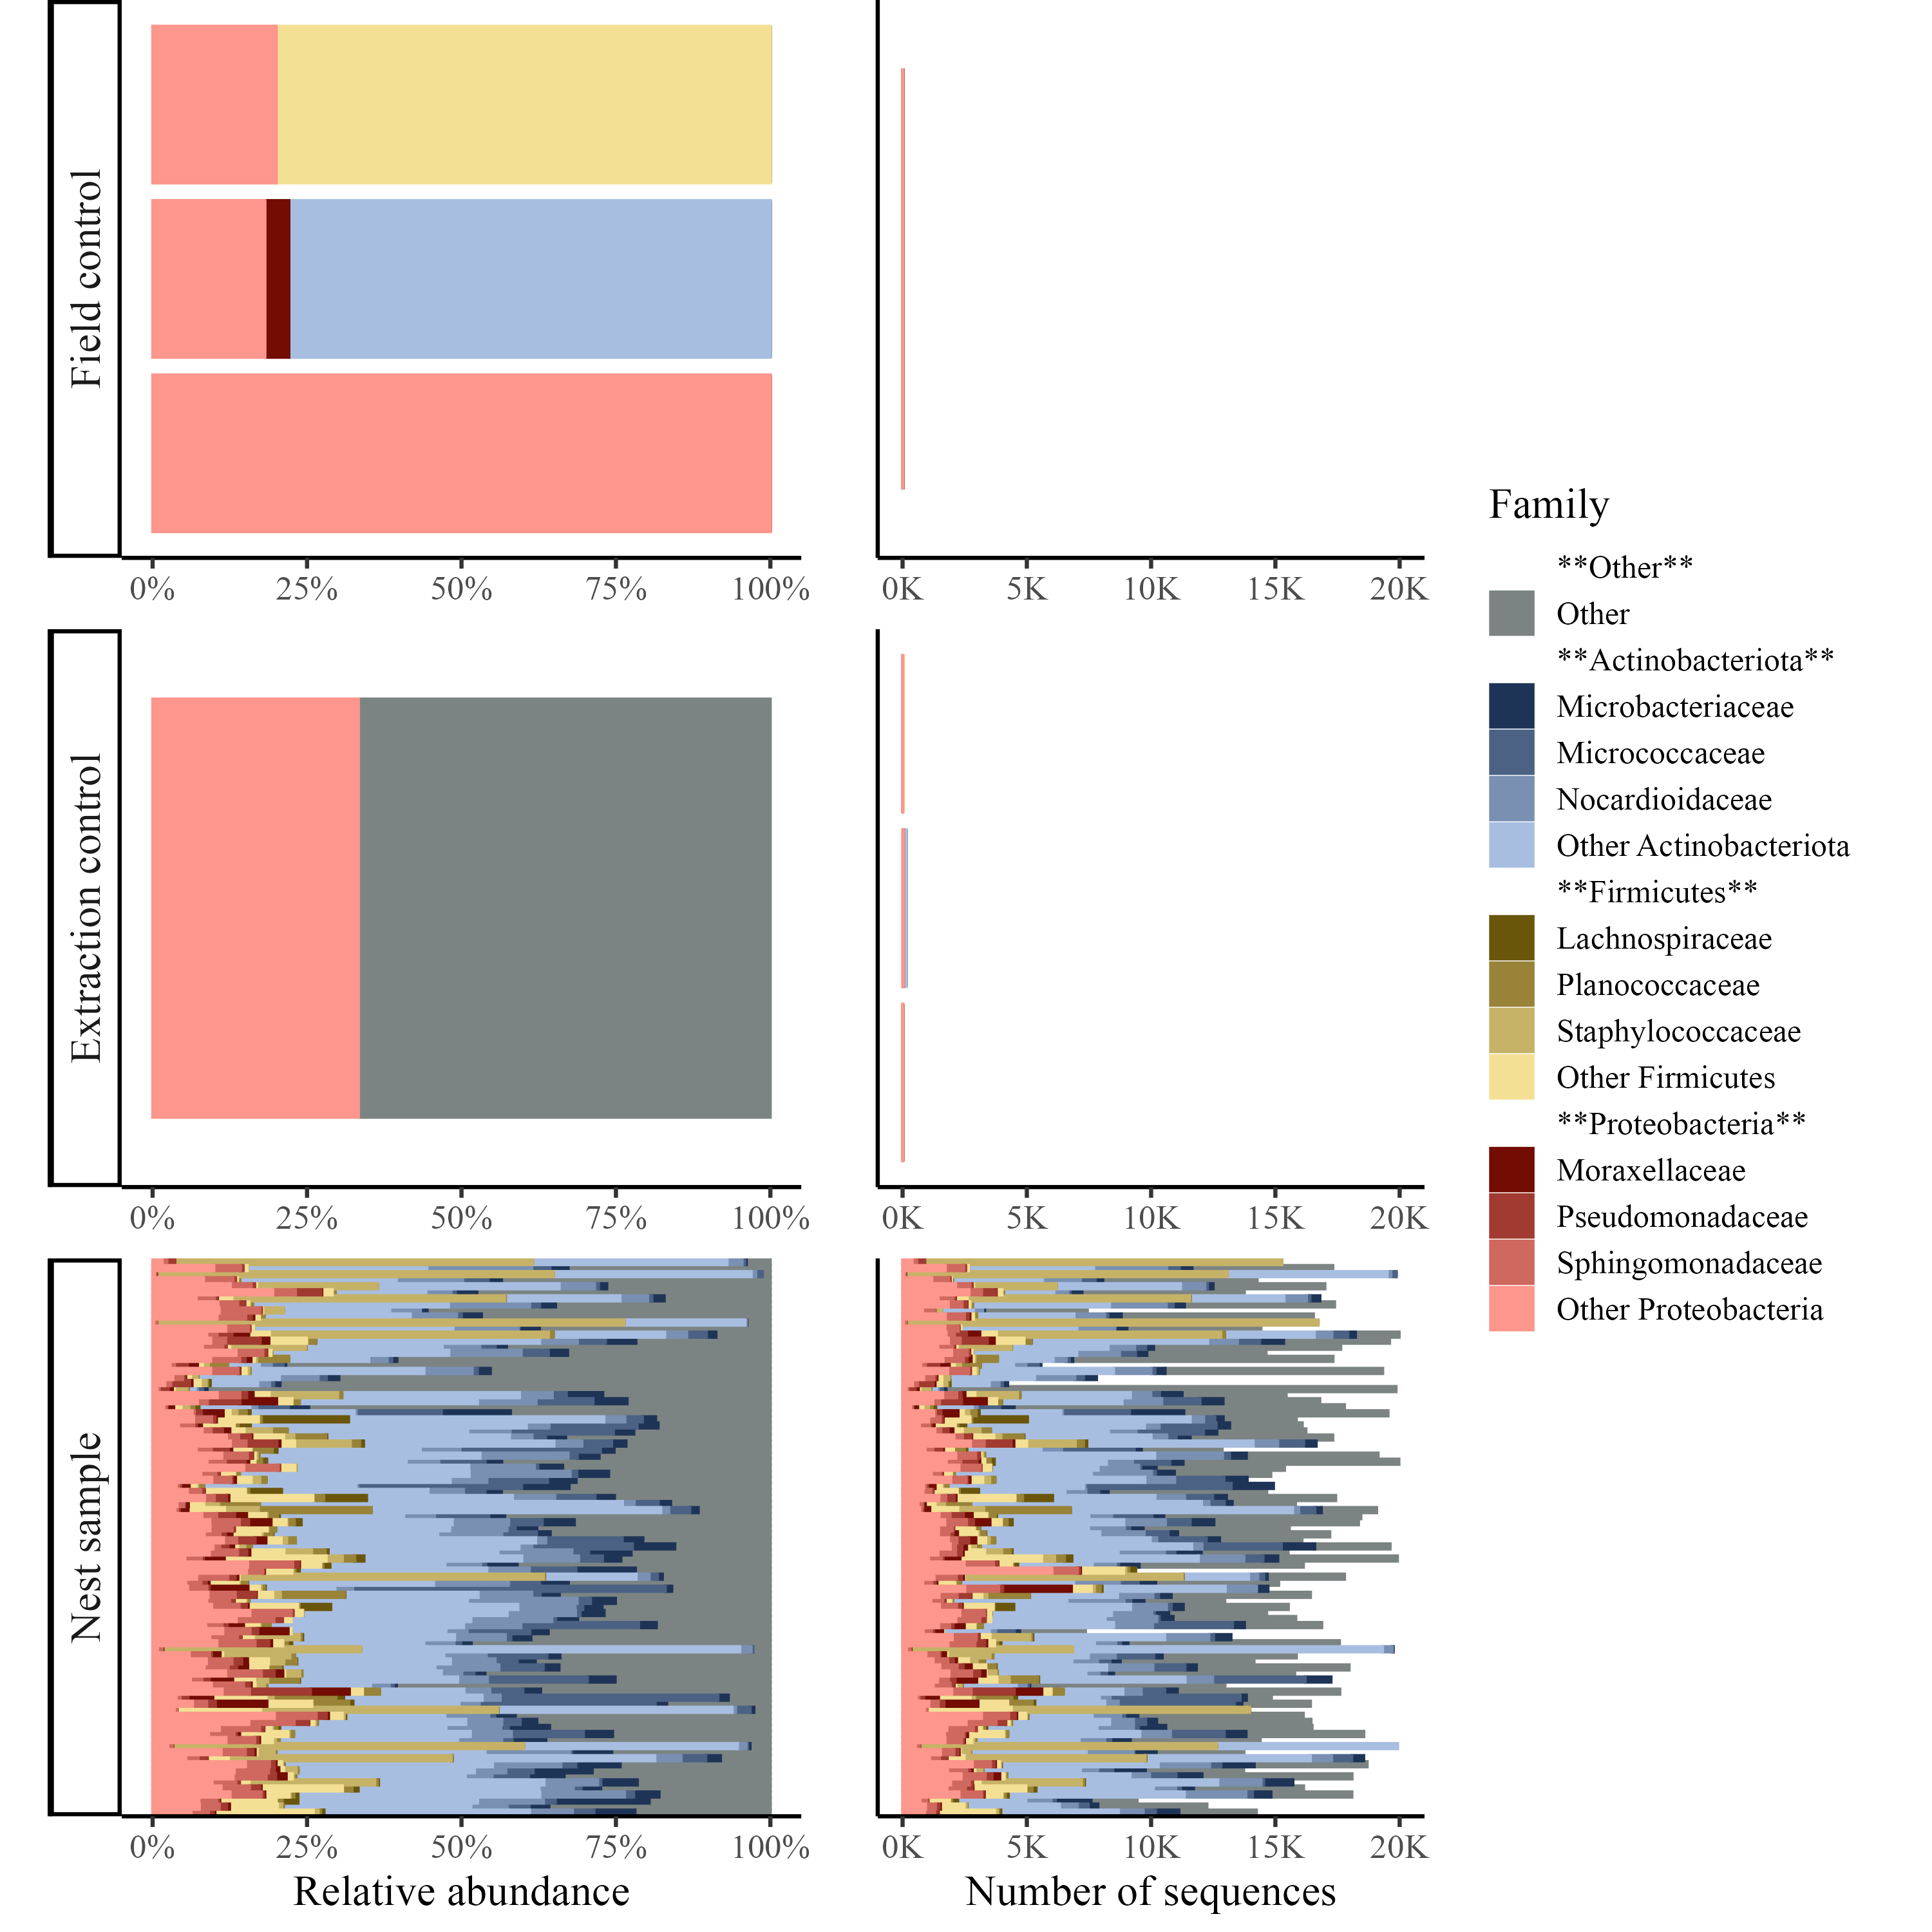 Field control
0% 25% 50% 75% 100%
0K 5K 10K 15K 20K
Extraction control
0% 25% 50% 75% 100%
0K 5K 10K 15K 20K
Nest sample
0% 25% 50% 75% 100%
Relative abundance
0K 5K 10K 15K 20K
Number of sequences
Family
**Other**
Other
**Actinobacteriota**
Microbacteriaceae
Micrococcaceae
Nocardioidaceae
Other Actinobacteriota
**Firmicutes**
Lachnospiraceae
Planococcaceae
Staphylococcaceae
Other Firmicutes
**Proteobacteria**
Moraxellaceae
Pseudomonadaceae
Sphingomonadaceae
Other Proteobacteria